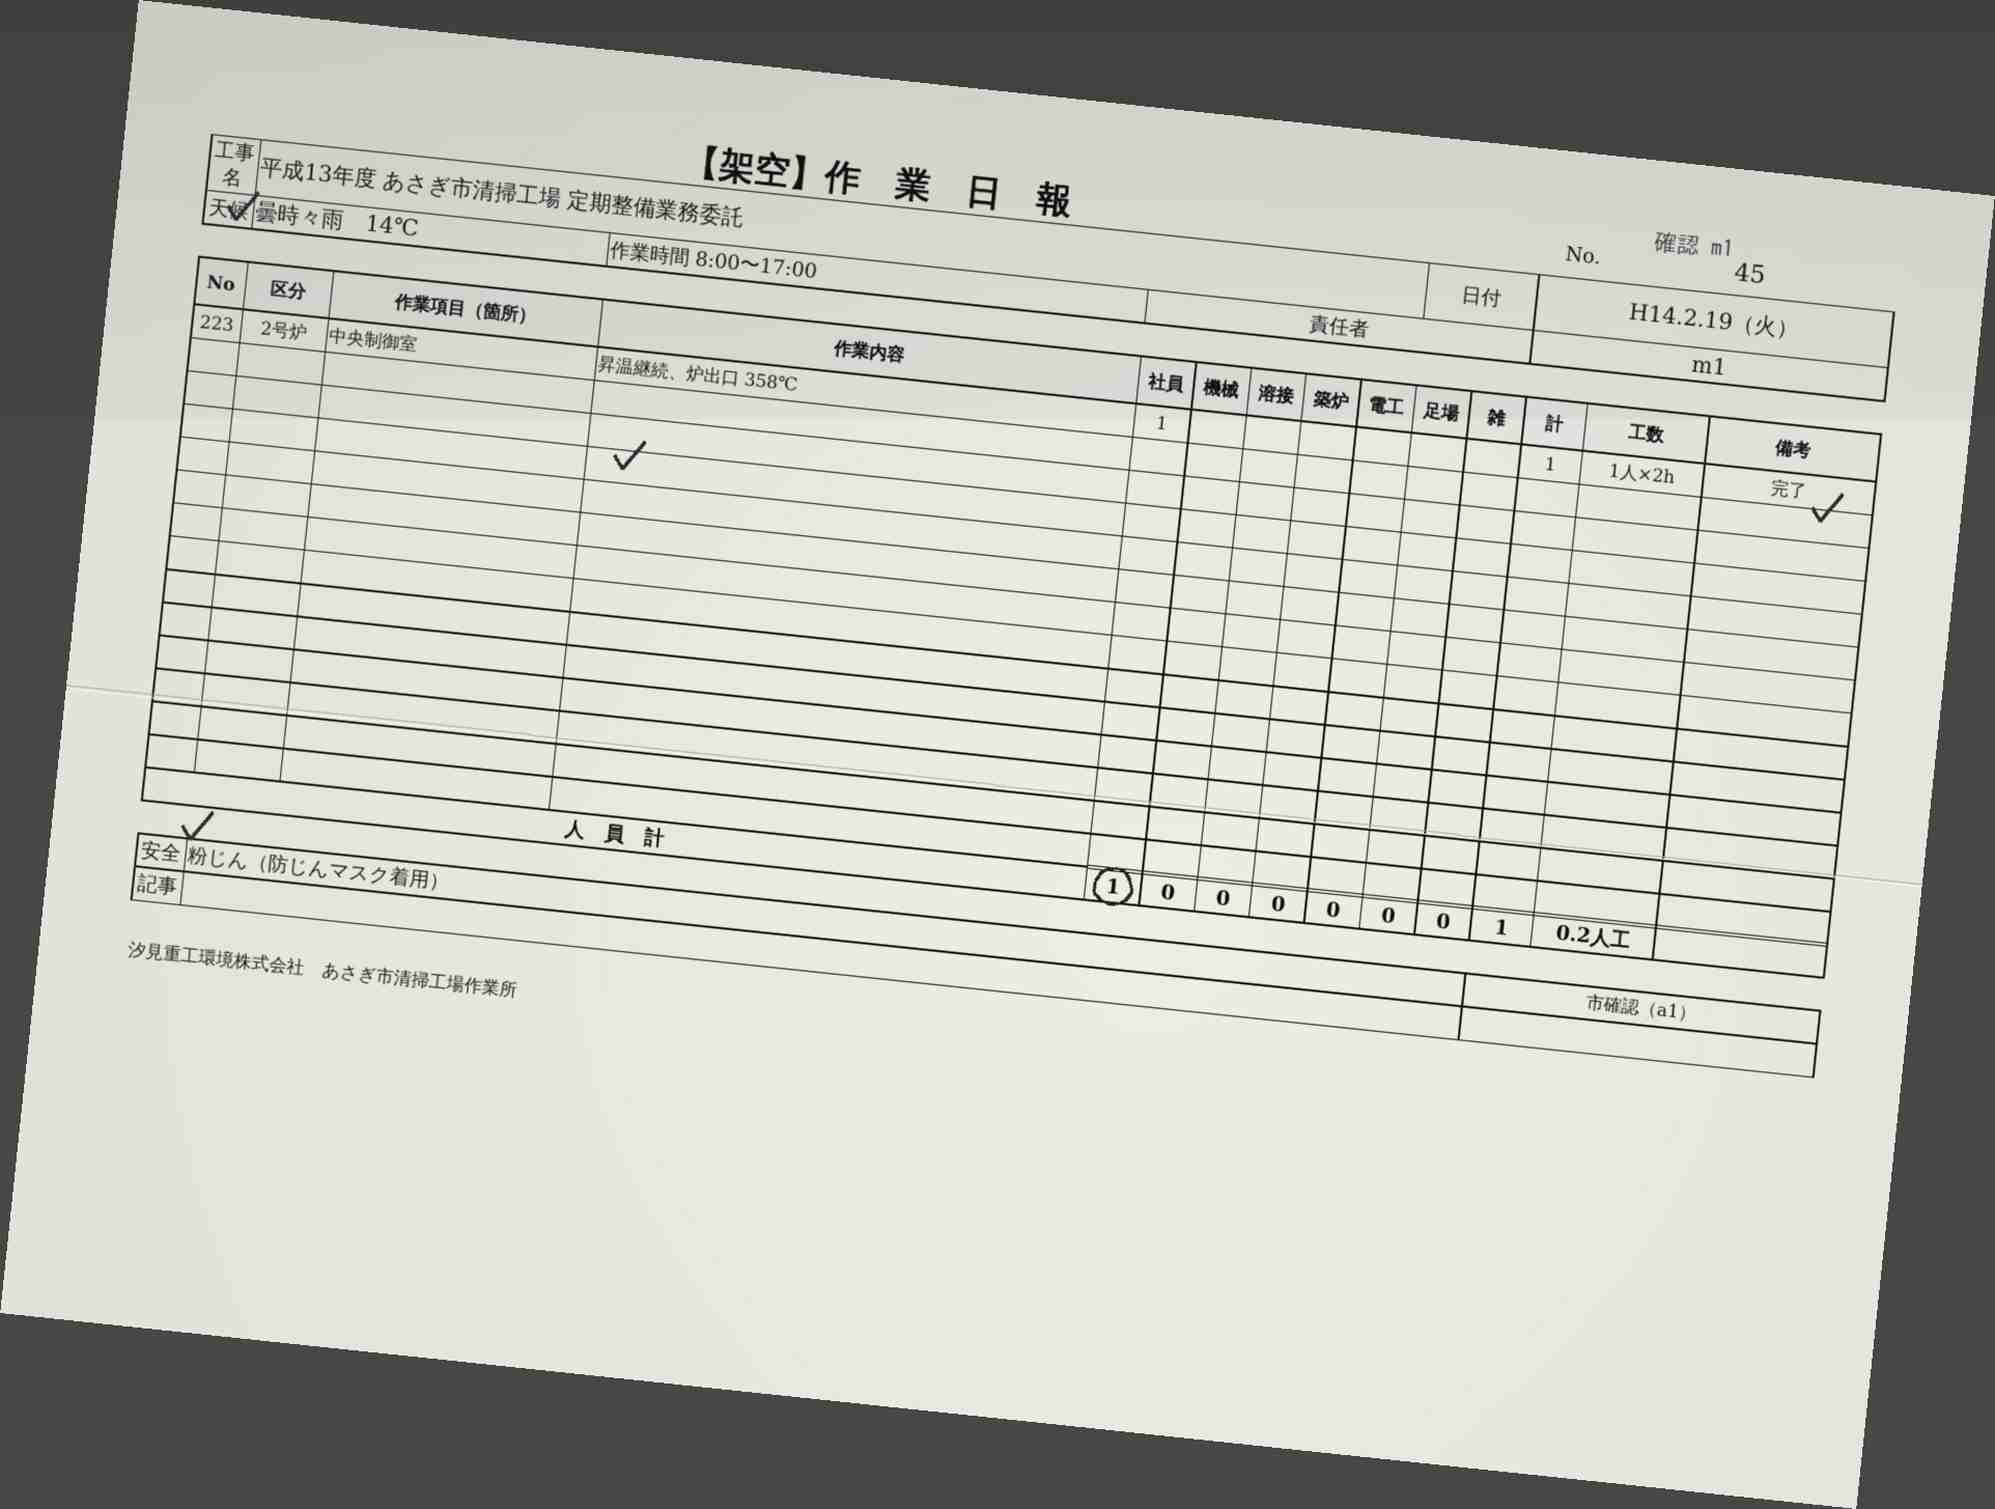 【架空】作　業　日　報
確認 m1
No. 45
工事名 平成13年度 あさぎ市清掃工場 定期整備業務委託 日付 H14.2.19（火）
天候 曇時々雨　14℃ 作業時間 8:00〜17:00 責任者 m1
No 区分 作業項目（箇所） 作業内容 社員 機械 溶接 築炉 電工 足場 雑 計 工数 備考
223 2号炉 中央制御室 昇温継続、炉出口 358℃ 1 1 1人×2h 完了
人　員　計 1 0 0 0 0 0 0 1 0.2人工
安全 粉じん（防じんマスク着用） 市確認（a1）
記事
汐見重工環境株式会社　あさぎ市清掃工場作業所